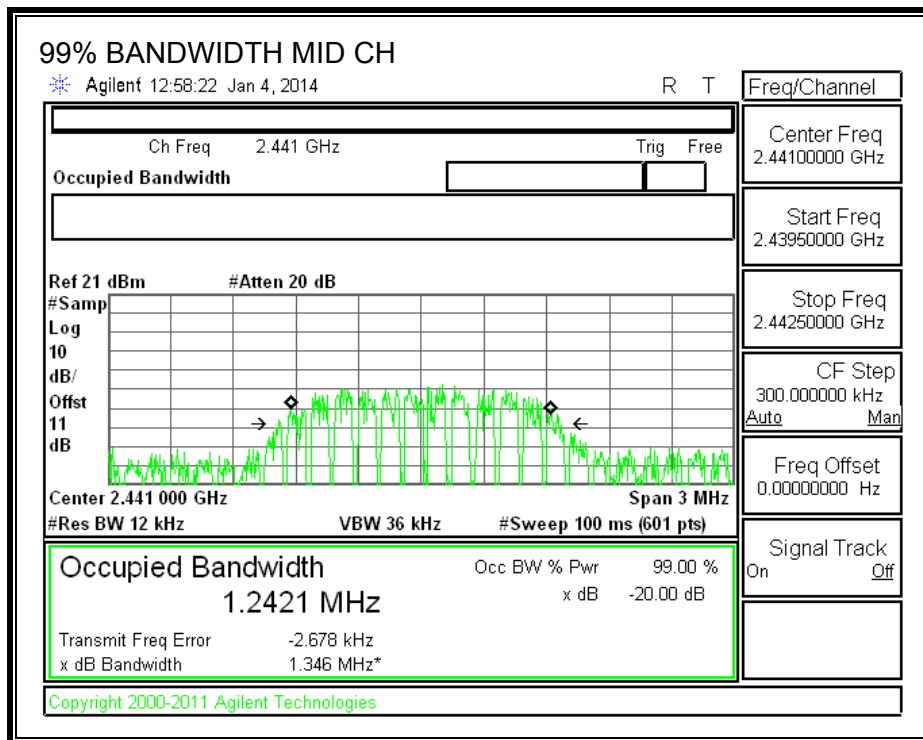 99% BANDWIDTH MID CH
Agilent 12:58:22 Jan 4, 2014 R T
Freq/Channel
Ch Freq 2.441 GHz Trig Free
Occupied Bandwidth
Center Freq
2.44100000 GHz
Start Freq
2.43950000 GHz
Stop Freq
2.44250000 GHz
CF Step
300.000000 kHz
Auto Man
Freq Offset
0.00000000 Hz
Signal Track
On Off
Ref 21 dBm #Atten 20 dB
#Samp
Log
10
dB/
Offst
11
dB
Center 2.441 000 GHz Span 3 MHz
#Res BW 12 kHz VBW 36 kHz #Sweep 100 ms (601 pts)
Occupied Bandwidth Occ BW % Pwr 99.00 %
1.2421 MHz x dB -20.00 dB
Transmit Freq Error -2.678 kHz
x dB Bandwidth 1.346 MHz*
Copyright 2000-2011 Agilent Technologies